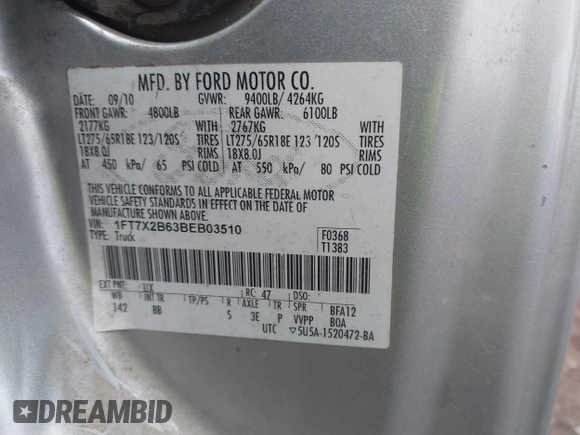 MFD. BY FORD MOTOR CO.
DATE: 09/10 GVWR: 9400LB/ 4264KG
FRONT GAWR: 4800LB REAR GAWR: 6100LB
2177KG WITH 2767KG WITH
LT275/65R18E 123/120S TIRES LT275/65R18E 123/120S TIRES
18X8.0J RIMS 18X8.0J RIMS
AT 450 kPa/ 65 PSI COLD AT 550 kPa/ 80 PSI COLD
THIS VEHICLE CONFORMS TO ALL APPLICABLE FEDERAL MOTOR
VEHICLE SAFETY STANDARDS IN EFFECT ON THE DATE OF
MANUFACTURE SHOWN ABOVE.
VIN: 1FT7X2B63BEB03510
TYPE: Truck
F0368
T1383
EXT PNT: UX RC: 47 DSO:
WB INT TR TP/PS R AXLE TR SPR BFA12
142 BB S 3E P VVPP BOA
UTC ▽5U5A-1520472-BA
DREAMBID